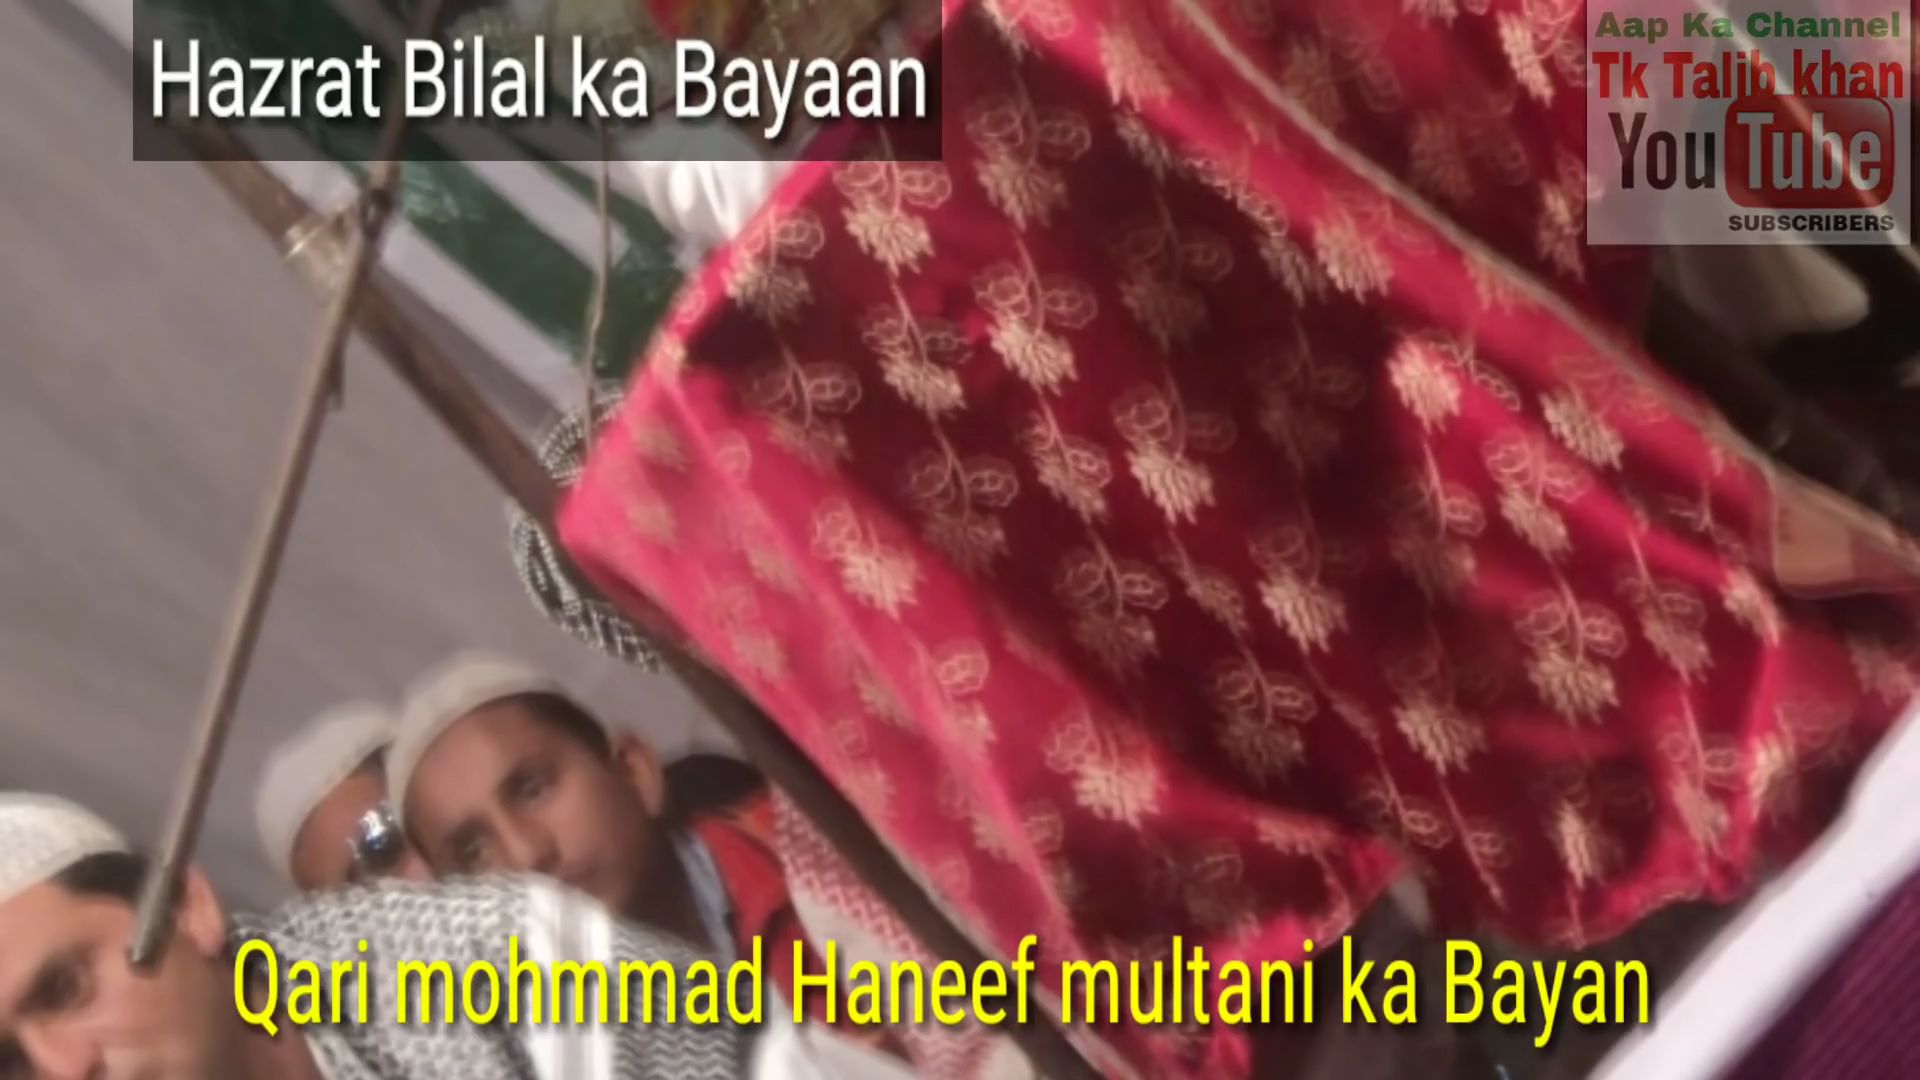 Hazrat Bilal ka Bayaan
Aap Ka Channel
Tk Talib khan
YouTube
SUBSCRIBERS
Qari mohmmad Haneef multani ka Bayan